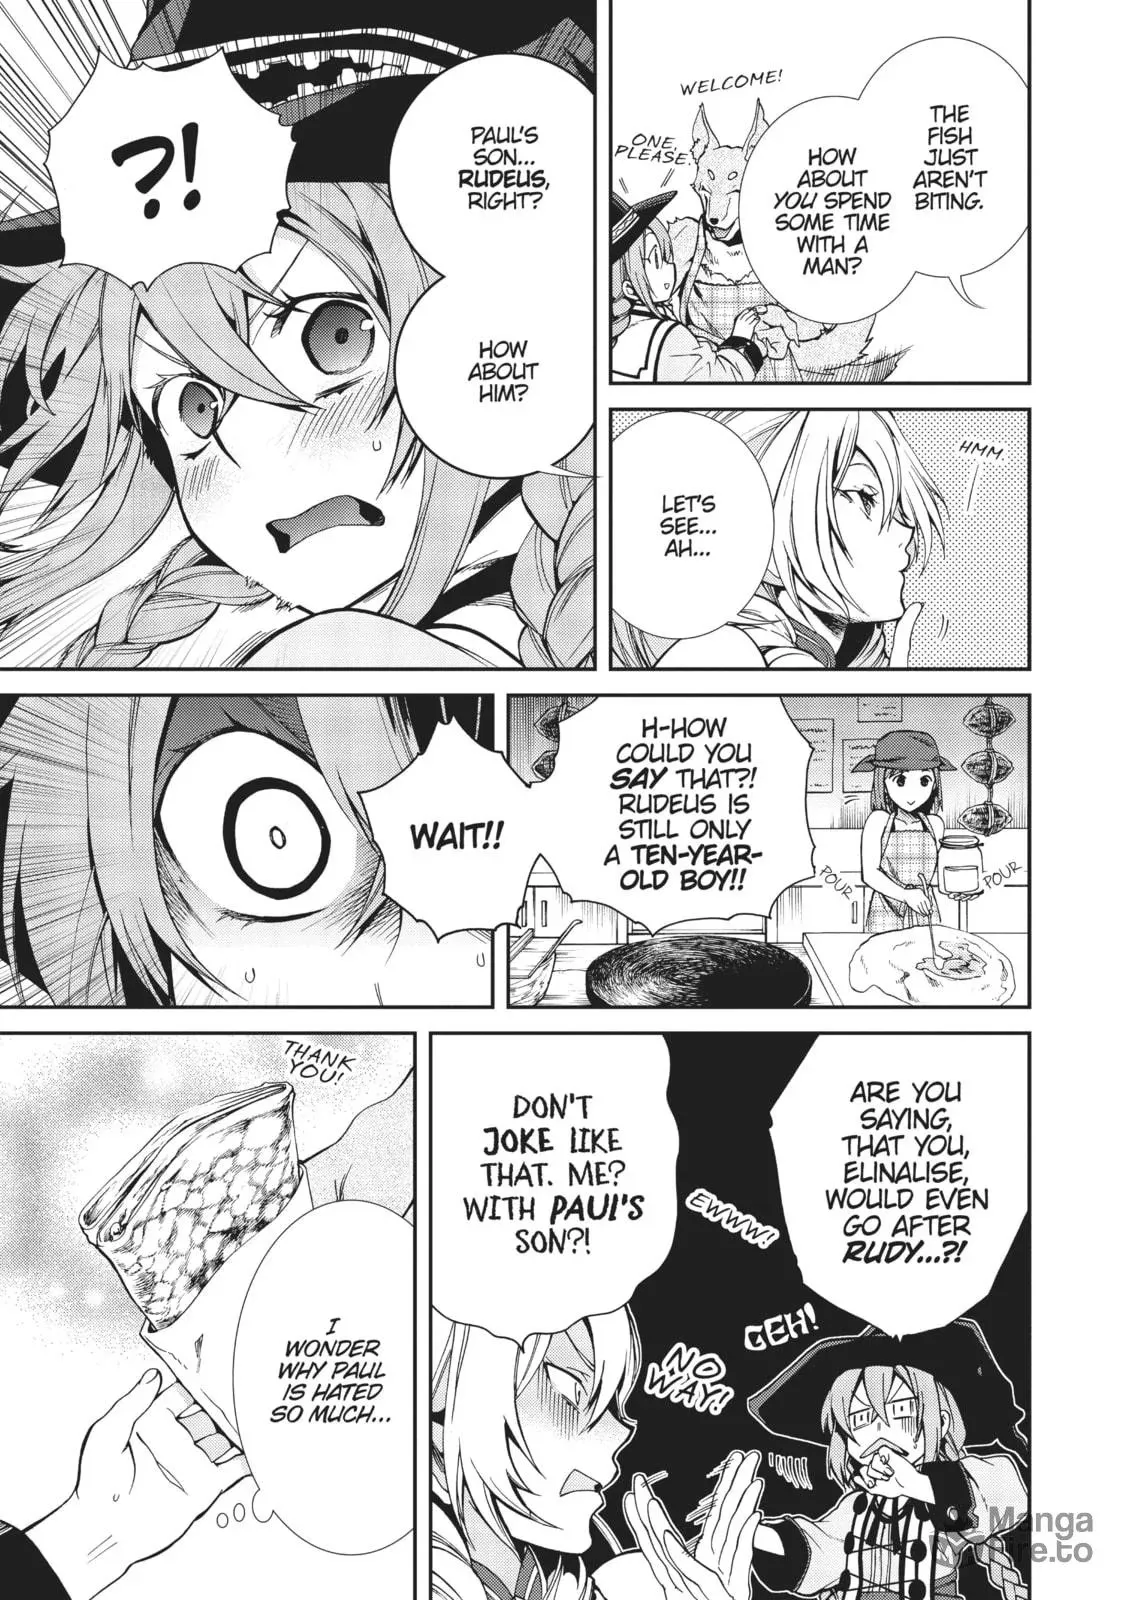 THE
FISH
JUST
AREN'T
BITING.
HOW
ABOUT
YOU SPEND
SOME TIME
WITH A
MAN?
WELCOME!
ONE,
PLEASE.
HMM
LET'S
SEE...
AH...
PAUL'S
SON...
RUDEUS,
RIGHT?
HOW
ABOUT
HIM?
?!
H-HOW
COULD YOU
SAY THAT?!
RUDEUS IS
STILL ONLY
A TEN-YEAR-
OLD BOY!!
POUR
POUR
WAIT!!
ARE YOU
SAYING,
THAT YOU,
ELINALISE,
WOULD EVEN
GO AFTER
RUDY...?!
GEH!
DON'T
JOKE LIKE
THAT. ME?
WITH PAUL'S
SON?!
EWWW!
NO
WAY!
THANK
YOU!
I
WONDER
WHY PAUL
IS HATED
SO MUCH...
Manga
Fire.to